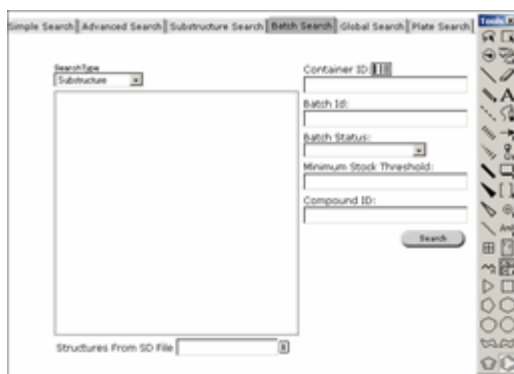 Simple Search Advanced Search Substructure Search Batch Search Global Search Plate Search
Tools
SearchType
Substructure
Container ID:
Batch Id:
Batch Status:
Minimum Stock Threshold:
Compound ID:
Search
Structures From SD File
A